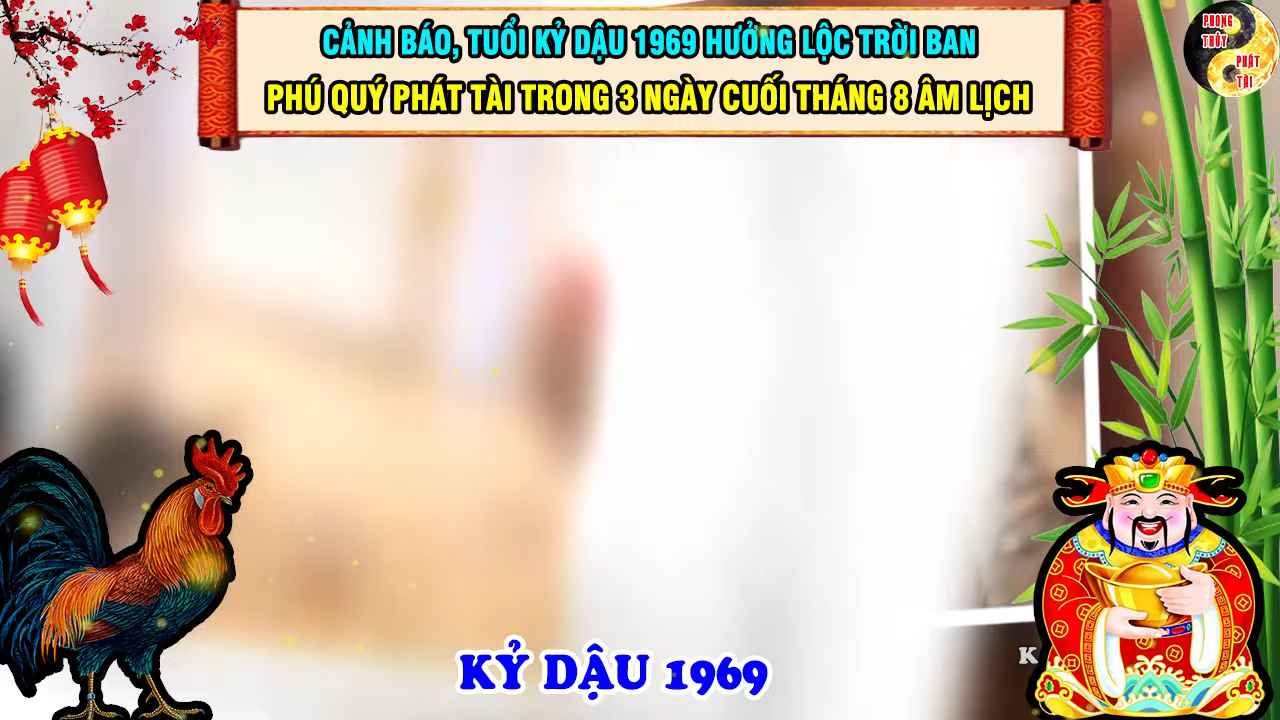 CẢNH BÁO, TUỔI KỶ DẬU 1969 HƯỞNG LỘC TRỜI BAN
PHÚ QUÝ PHÁT TÀI TRONG 3 NGÀY CUỐI THÁNG 8 ÂM LỊCH
PHONG
THỦY
PHÁT
TÀI
KỶ DẬU 1969
K